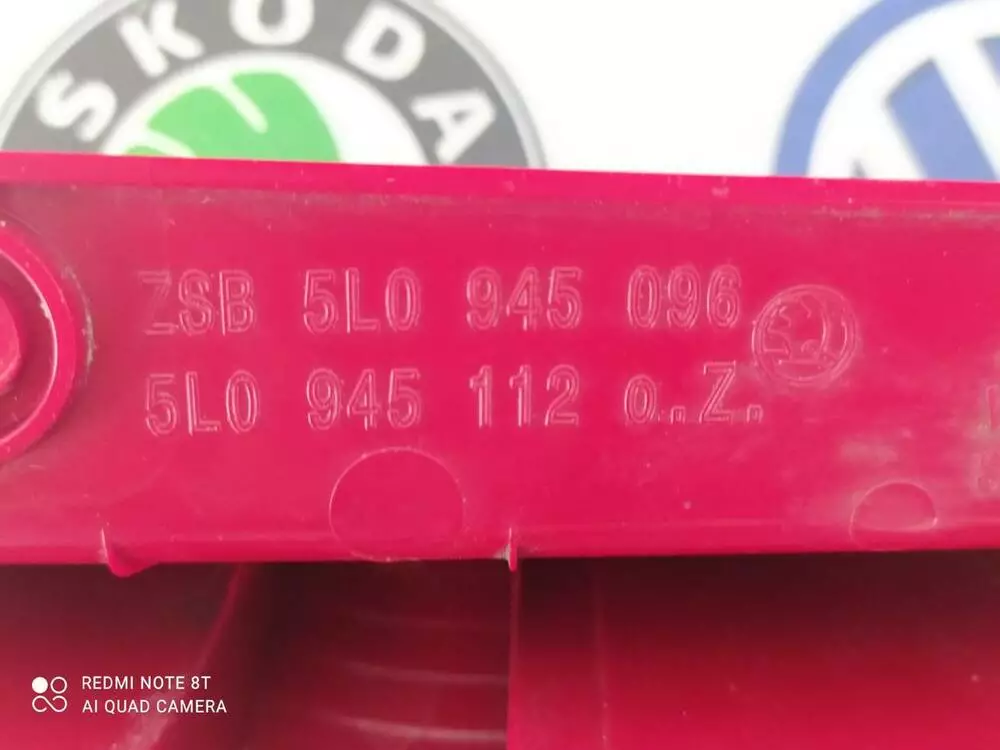 SKODA
ZSB 5L0 945 096
5L0 945 112 o.Z.
REDMI NOTE 8T
AI QUAD CAMERA